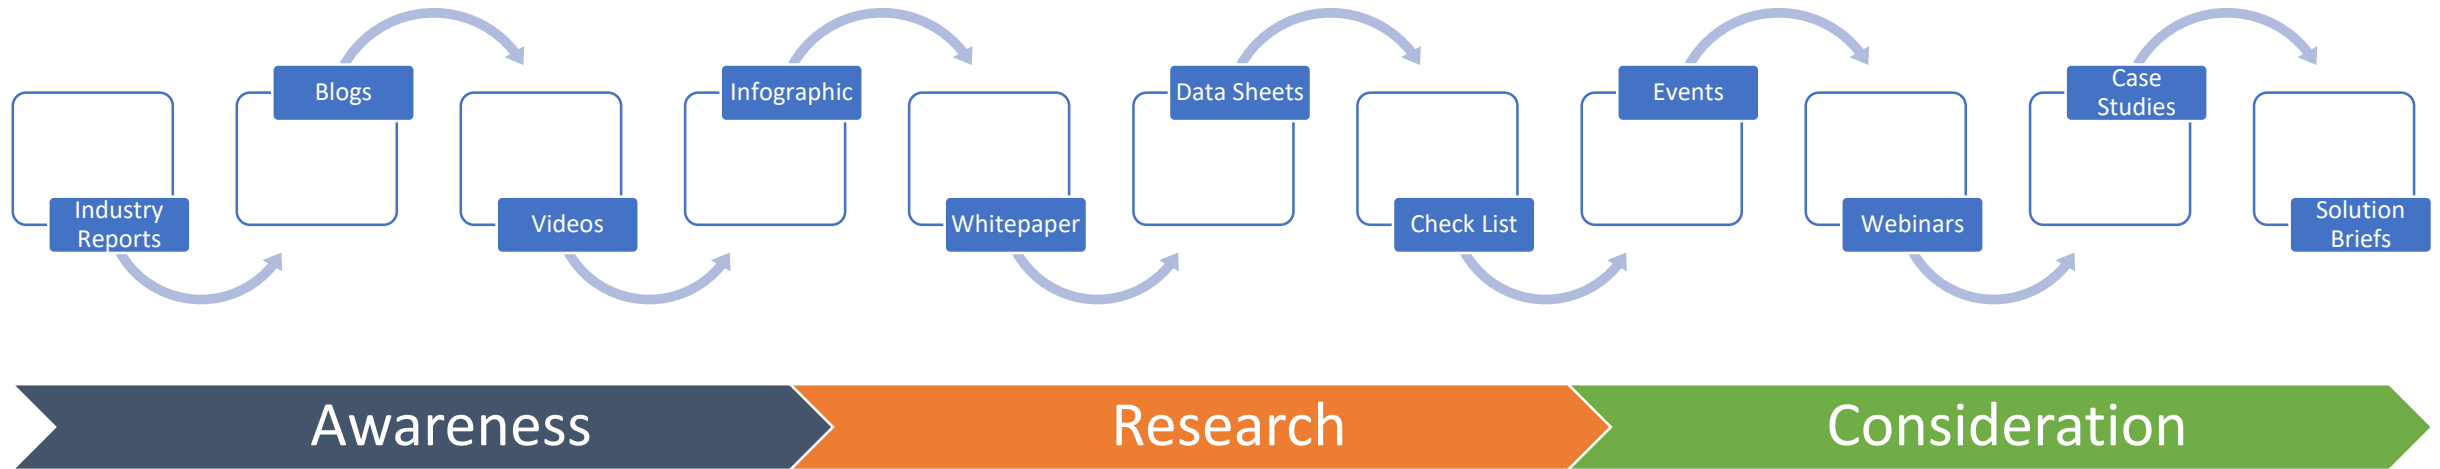 Industry
Reports
Blogs
Videos
Infographic
Whitepaper
Data Sheets
Check List
Events
Webinars
Case
Studies
Solution
Briefs
Awareness
Research
Consideration